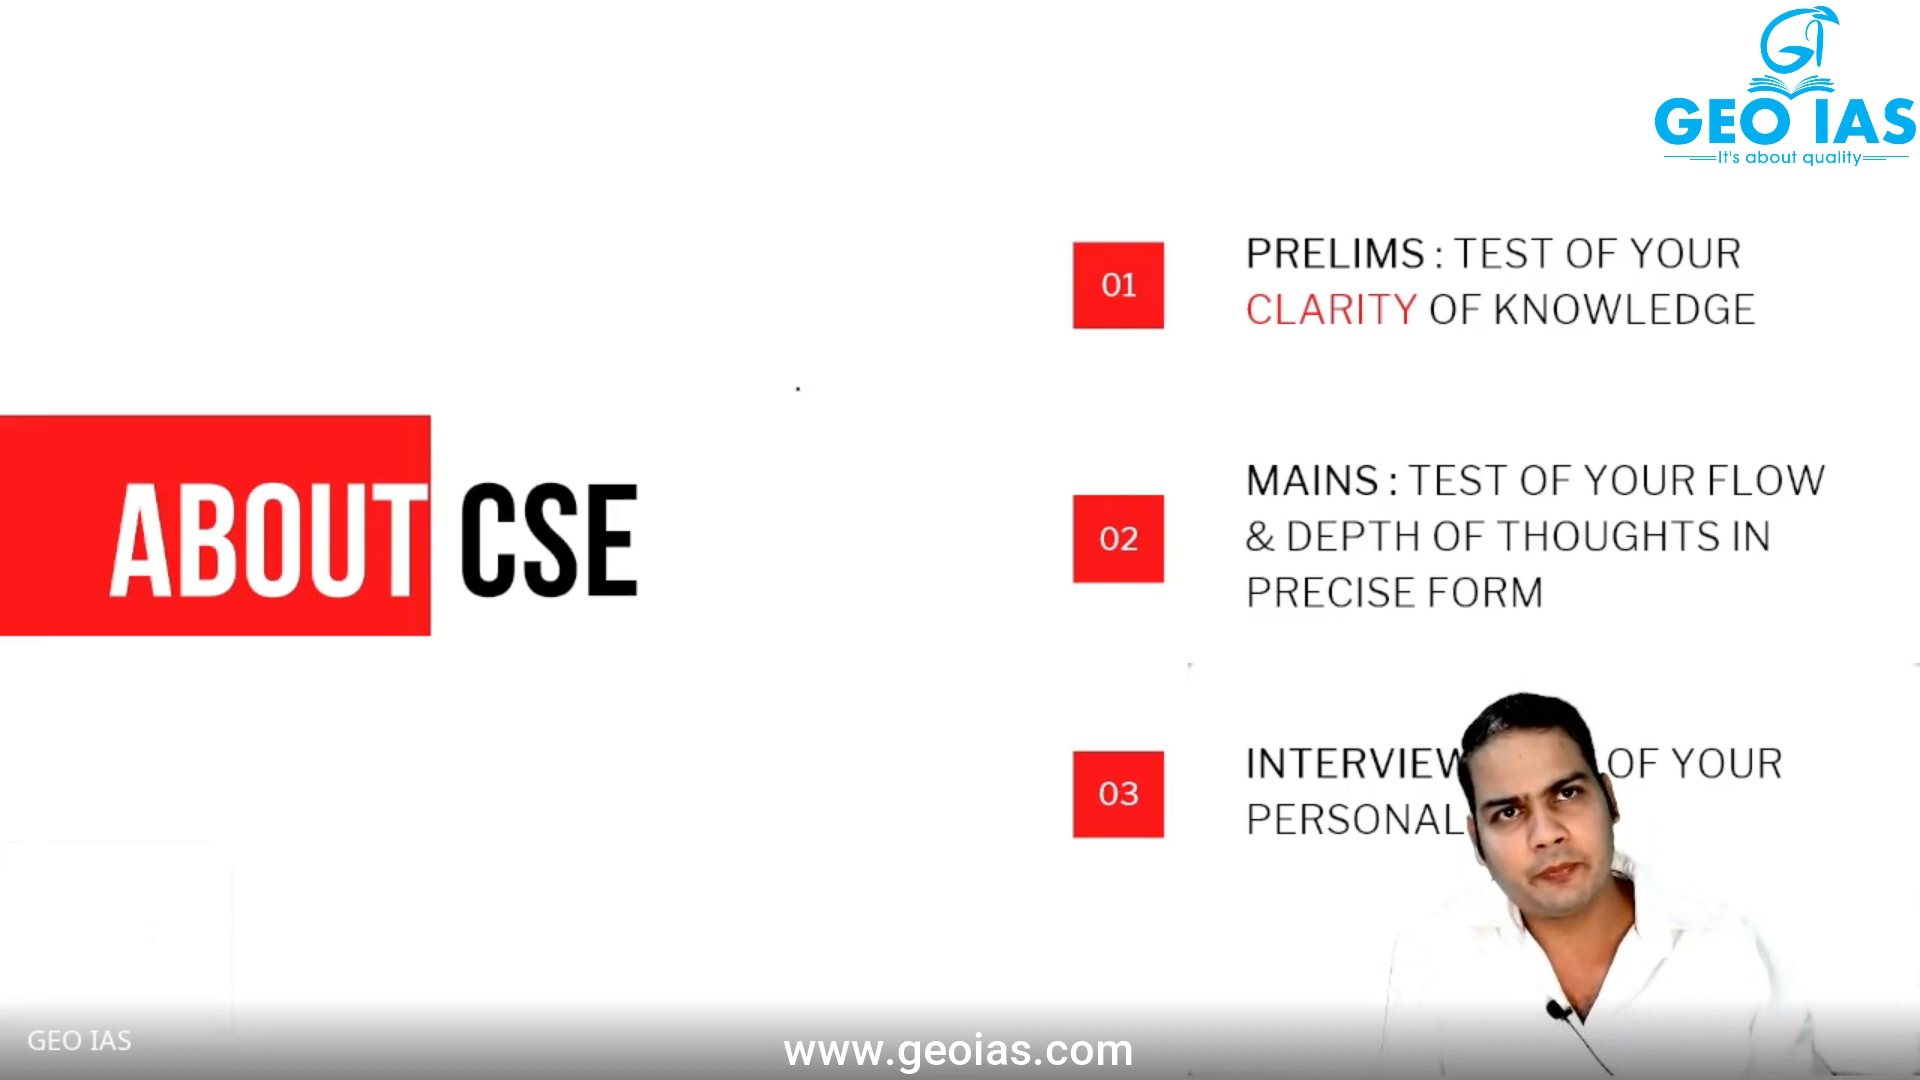 GEO IAS
It's about quality
01
PRELIMS : TEST OF YOUR
CLARITY OF KNOWLEDGE
ABOUT CSE
02
MAINS : TEST OF YOUR FLOW
& DEPTH OF THOUGHTS IN
PRECISE FORM
03
INTERVIEW OF YOUR
PERSONAL
GEO IAS
www.geoias.com